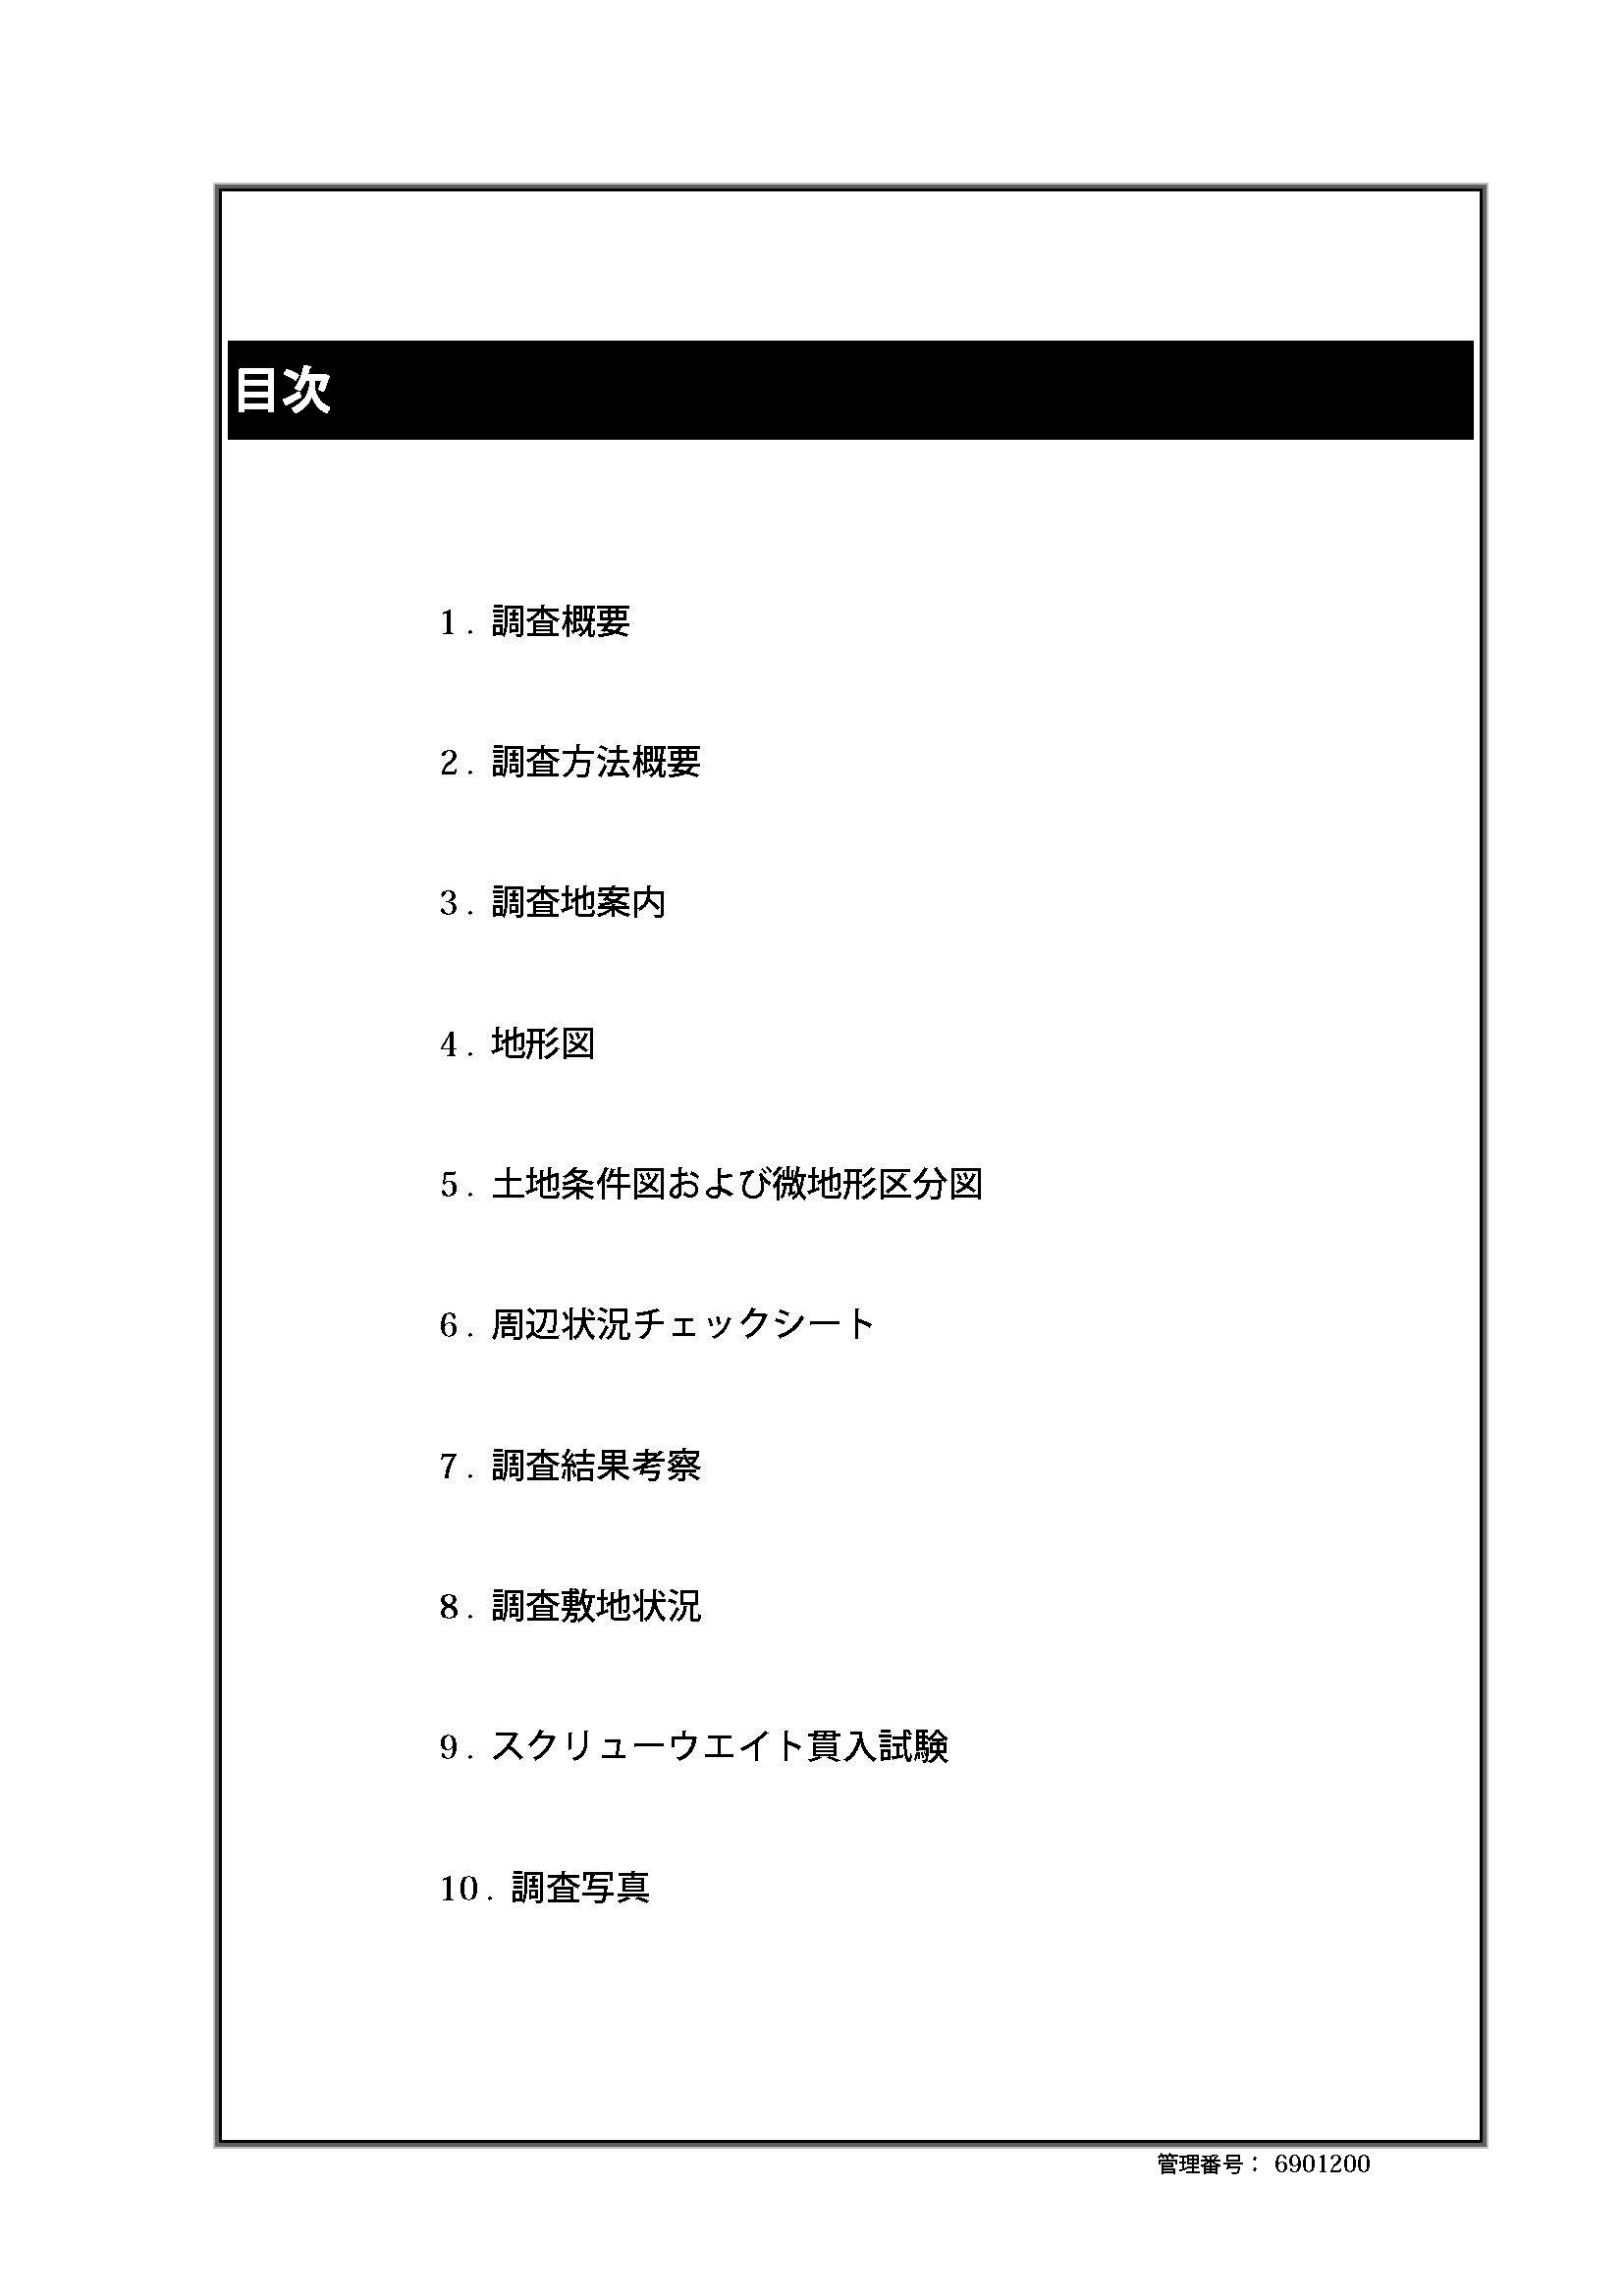 目次
1. 調査概要
2. 調査方法概要
3. 調査地案内
4. 地形図
5. 土地条件図および微地形区分図
6. 周辺状況チェックシート
7. 調査結果考察
8. 調査敷地状況
9. スクリューウエイト貫入試験
10. 調査写真
管理番号： 6901200